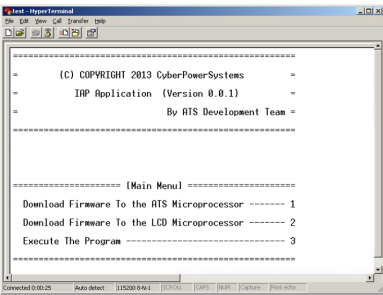 test - HyperTerminal
File Edit View Call Transfer Help
==================================================
= (C) COPYRIGHT 2013 CyberPowerSystems =
= IAP Application (Version 0.0.1) =
= By ATS Development Team =
==================================================
=================== [Main Menu] ===================
Download Firmware To the ATS Microprocessor ------- 1
Download Firmware To the LCD Microprocessor ------- 2
Execute The Program ---------------------------- 3
==================================================
Connected 0:00:25 Auto detect 115200 8-N-1 SCROLL CAPS NUM Capture Print echo